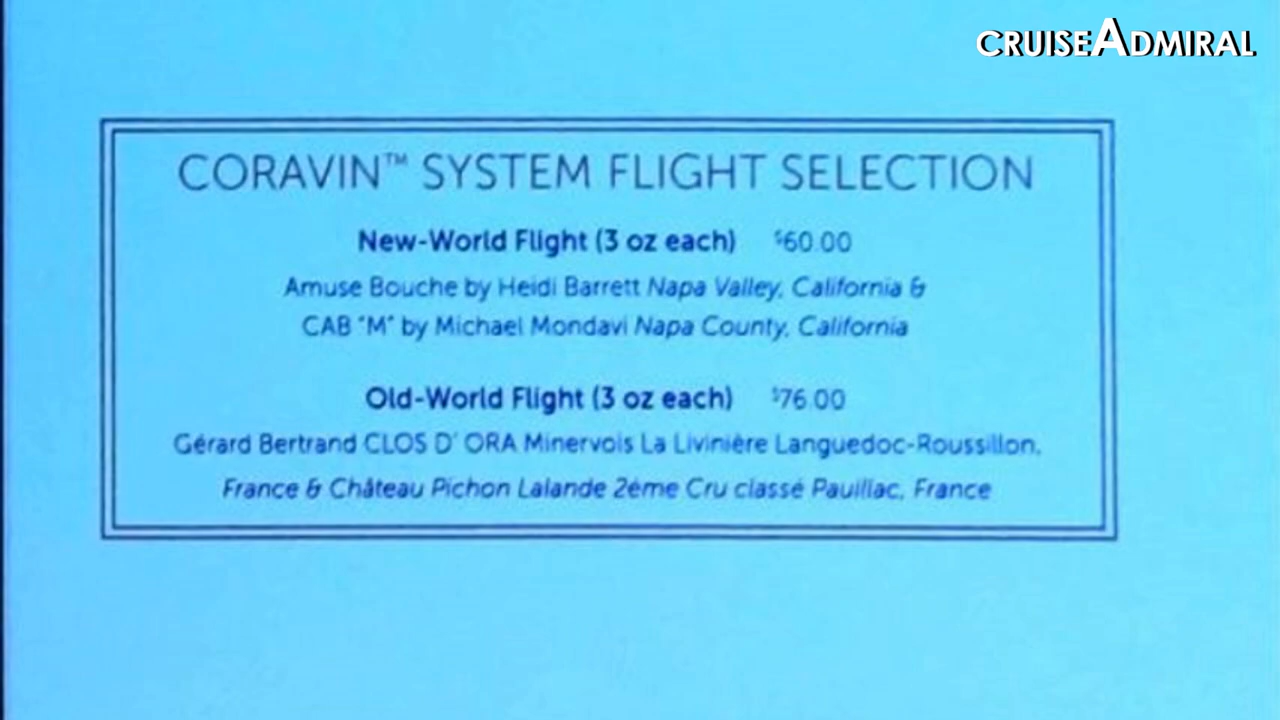 CRUISEADMIRAL
CORAVIN™ SYSTEM FLIGHT SELECTION
New-World Flight (3 oz each) $60.00
Amuse Bouche by Heidi Barrett Napa Valley, California &
CAB "M" by Michael Mondavi Napa County, California
Old-World Flight (3 oz each) $76.00
Gérard Bertrand CLOS D' ORA Minervois La Livinière Languedoc-Roussillon,
France & Château Pichon Lalande 2éme Cru classé Pauillac, France